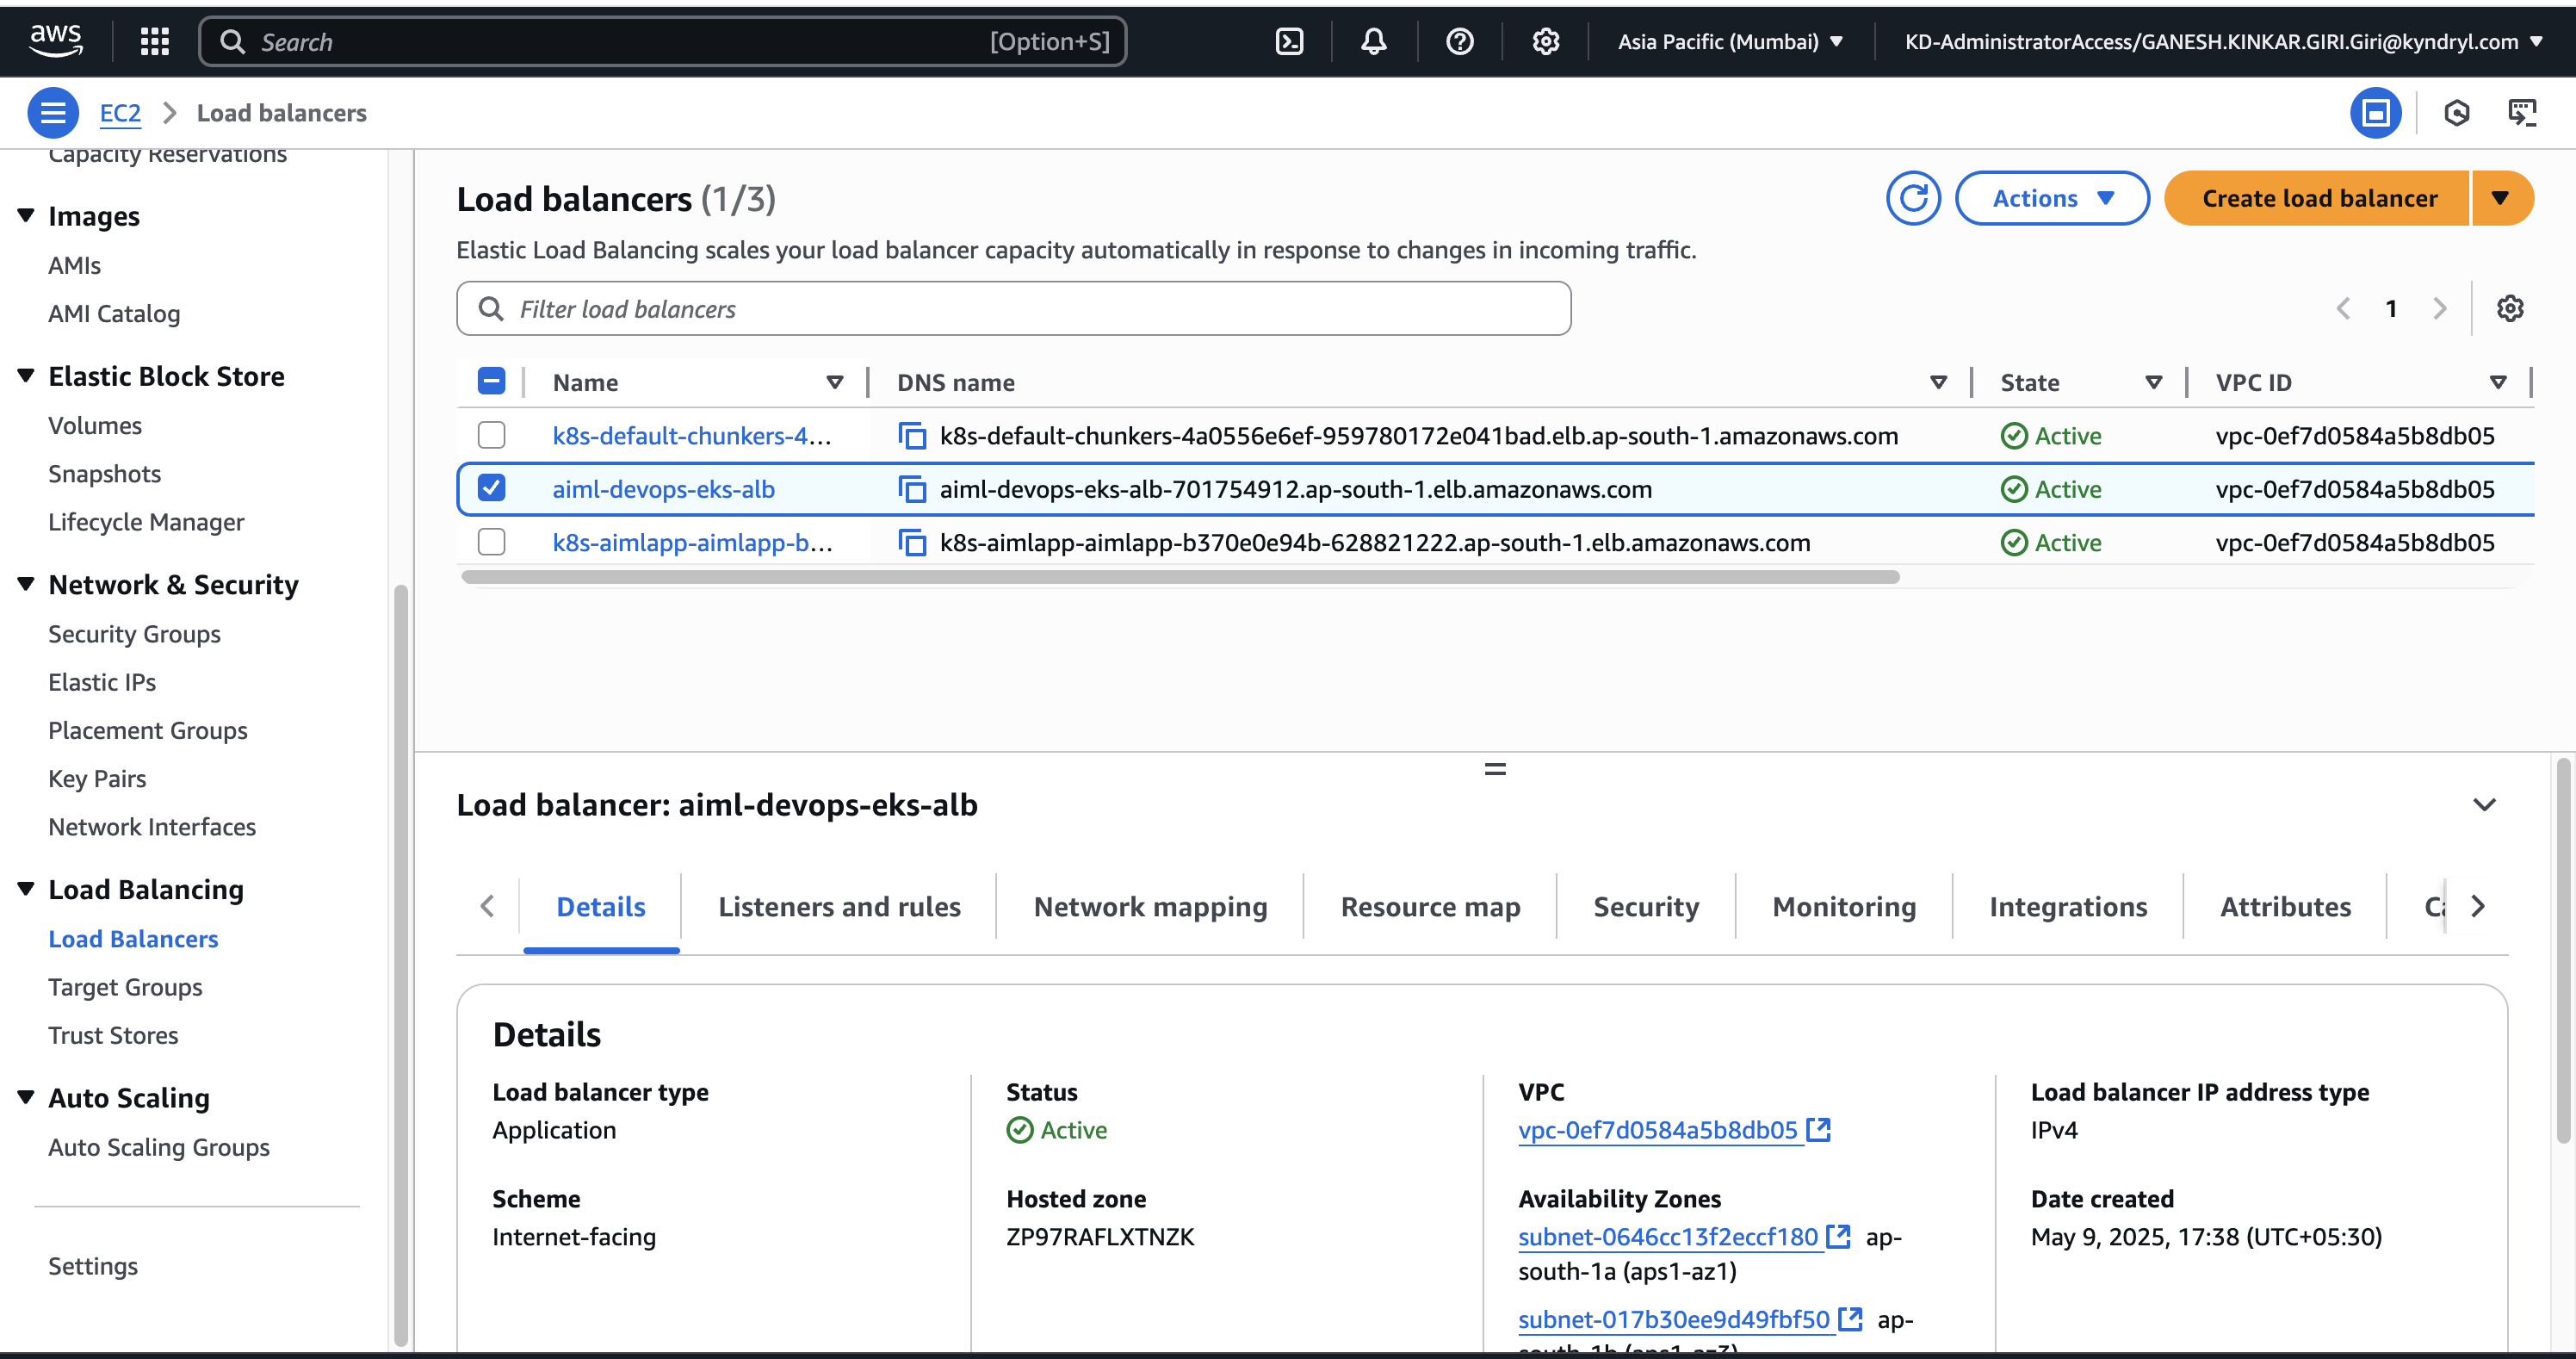 aws
Search
[Option+S]
Asia Pacific (Mumbai)
KD-AdministratorAccess/GANESH.KINKAR.GIRI.Giri@kyndryl.com
EC2
Load balancers
Capacity Reservations
Images
AMIs
AMI Catalog
Elastic Block Store
Volumes
Snapshots
Lifecycle Manager
Network & Security
Security Groups
Elastic IPs
Placement Groups
Key Pairs
Network Interfaces
Load Balancing
Load Balancers
Target Groups
Trust Stores
Auto Scaling
Auto Scaling Groups
Settings
Load balancers (1/3)
Actions
Create load balancer
Elastic Load Balancing scales your load balancer capacity automatically in response to changes in incoming traffic.
Filter load balancers
1
Name DNS name State VPC ID
k8s-default-chunkers-4... k8s-default-chunkers-4a0556e6ef-959780172e041bad.elb.ap-south-1.amazonaws.com Active vpc-0ef7d0584a5b8db05
aiml-devops-eks-alb aiml-devops-eks-alb-701754912.ap-south-1.elb.amazonaws.com Active vpc-0ef7d0584a5b8db05
k8s-aimlapp-aimlapp-b... k8s-aimlapp-aimlapp-b370e0e94b-628821222.ap-south-1.elb.amazonaws.com Active vpc-0ef7d0584a5b8db05
Load balancer: aiml-devops-eks-alb
Details Listeners and rules Network mapping Resource map Security Monitoring Integrations Attributes
Details
Load balancer type
Application
Scheme
Internet-facing
Status
Active
Hosted zone
ZP97RAFLXTNZK
VPC
vpc-0ef7d0584a5b8db05
Availability Zones
subnet-0646cc13f2eccf180 ap-
south-1a (aps1-az1)
subnet-017b30ee9d49fbf50 ap-
south-1b (aps1-az3)
Load balancer IP address type
IPv4
Date created
May 9, 2025, 17:38 (UTC+05:30)